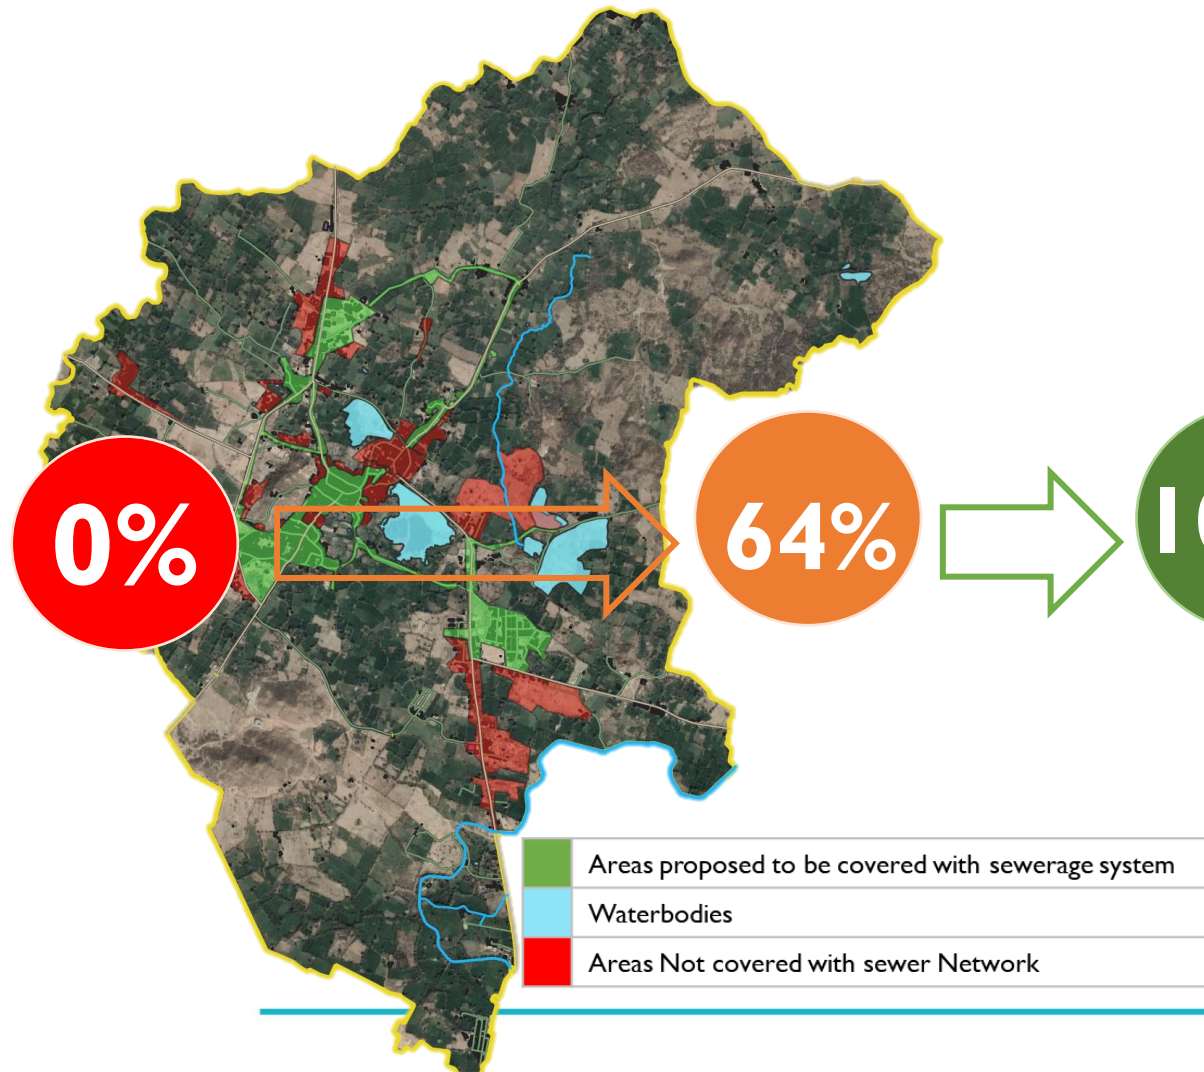 0%
64%
Areas proposed to be covered with sewerage system
Waterbodies
Areas Not covered with sewer Network